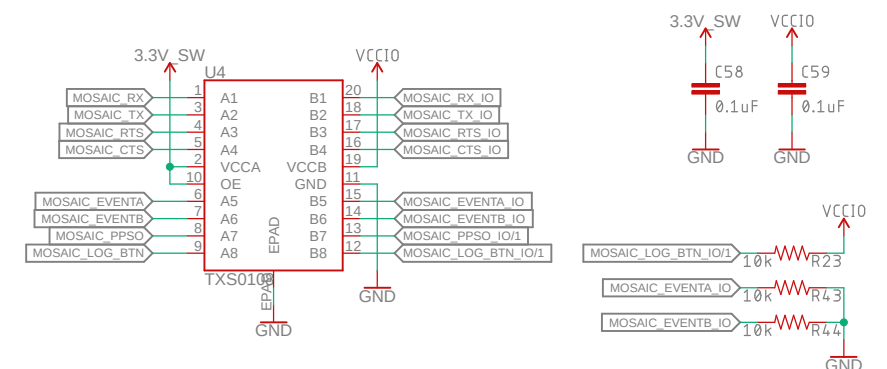 3.3V_SW
VCCIO
U4
MOSAIC_RX 1 A1 B1 20 MOSAIC_RX_IO
MOSAIC_TX 3 A2 B2 18 MOSAIC_TX_IO
MOSAIC_RTS 4 A3 B3 17 MOSAIC_RTS_IO
MOSAIC_CTS 5 A4 B4 16 MOSAIC_CTS_IO
2 VCCA VCCB 19
10 OE GND 11
MOSAIC_EVENTA 6 A5 B5 15 MOSAIC_EVENTA_IO
MOSAIC_EVENTB 7 A6 B6 14 MOSAIC_EVENTB_IO
MOSAIC_PPSO 8 A7 B7 13 MOSAIC_PPSO_IO/1
MOSAIC_LOG_BTN 9 A8 B8 12 MOSAIC_LOG_BTN_IO/1
EPAD
TXS0108
EPAD
GND
GND
3.3V_SW
VCCIO
C58
C59
0.1uF
0.1uF
GND
GND
VCCIO
MOSAIC_LOG_BTN_IO/1 10k R23
MOSAIC_EVENTA_IO 10k R43
MOSAIC_EVENTB_IO 10k R44
GND